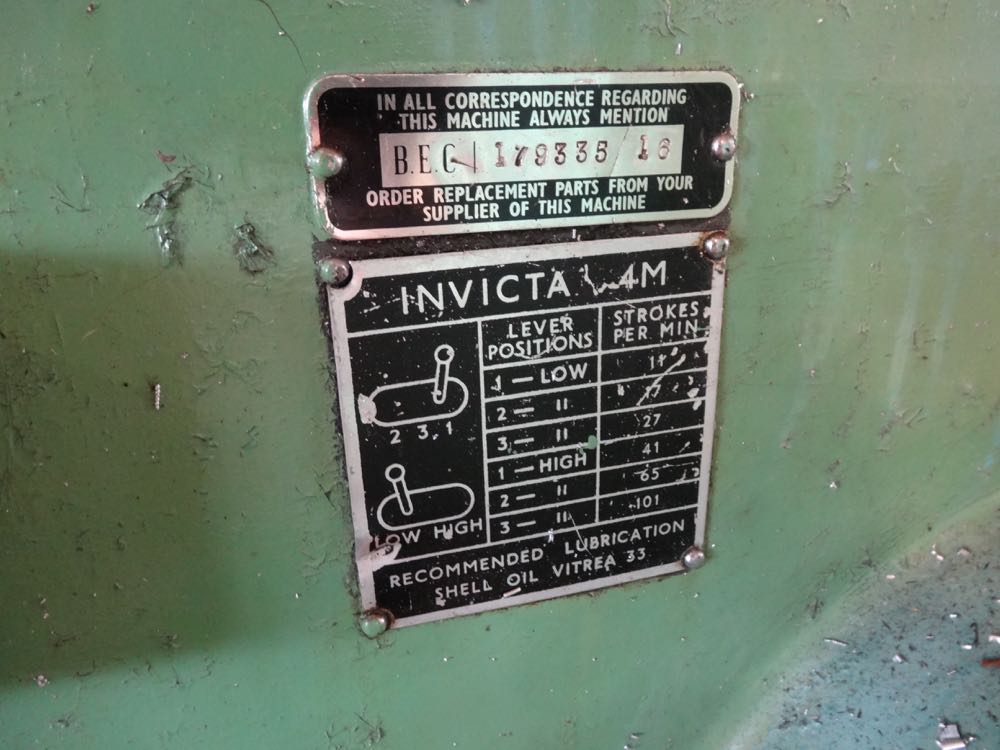 IN ALL CORRESPONDENCE REGARDING
THIS MACHINE ALWAYS MENTION
B.E.C / 179335 / 16
ORDER REPLACEMENT PARTS FROM YOUR
SUPPLIER OF THIS MACHINE
INVICTA 4M
LEVER POSITIONS STROKES PER MIN.
1 — LOW 11
2 — " 17
3 — " 27
1 — HIGH 41
2 — " 65
3 — " 101
2 3 1
LOW HIGH
RECOMMENDED LUBRICATION
SHELL OIL VITREA 33